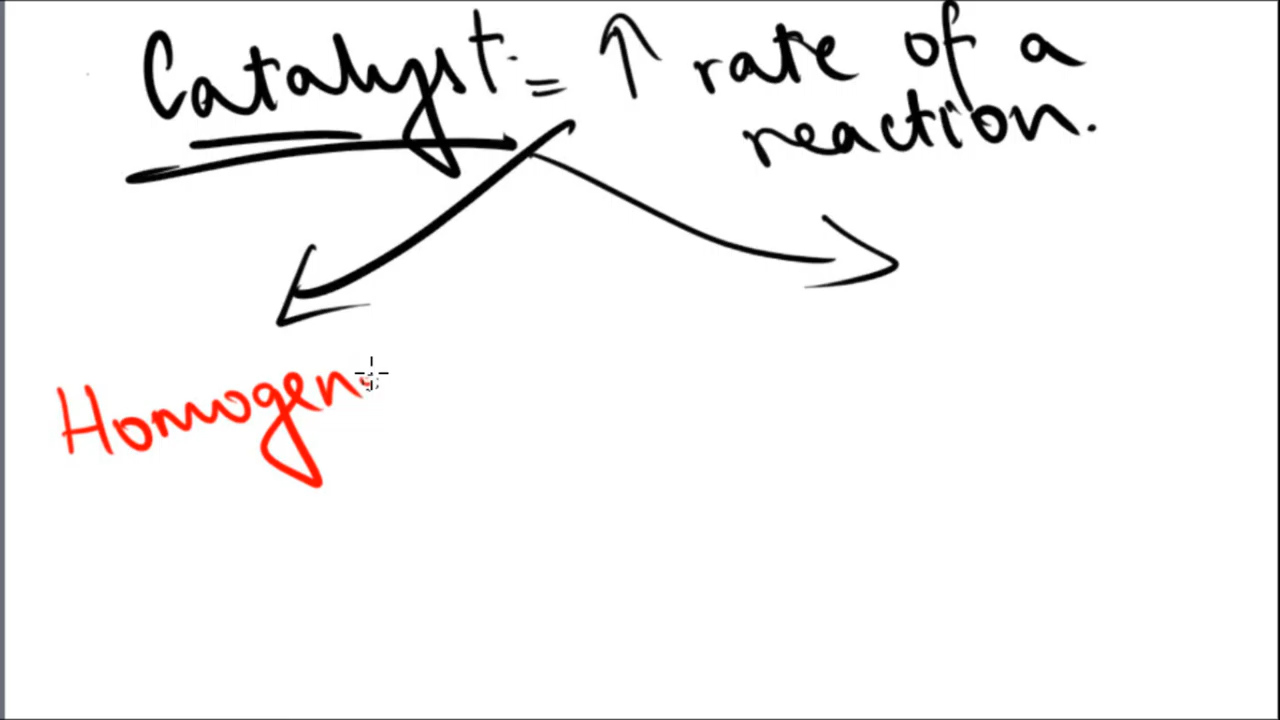 Catalyst = ↑ rate of a
reaction.
Homogen